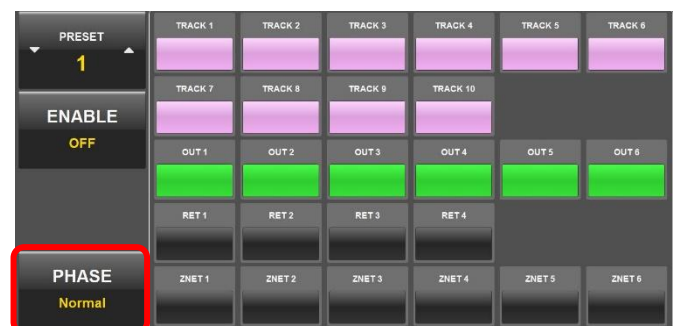 PRESET
1
ENABLE
OFF
PHASE
Normal
TRACK 1 TRACK 2 TRACK 3 TRACK 4 TRACK 5 TRACK 6
TRACK 7 TRACK 8 TRACK 9 TRACK 10
OUT 1 OUT 2 OUT 3 OUT 4 OUT 5 OUT 6
RET 1 RET 2 RET 3 RET 4
ZNET 1 ZNET 2 ZNET 3 ZNET 4 ZNET 5 ZNET 6